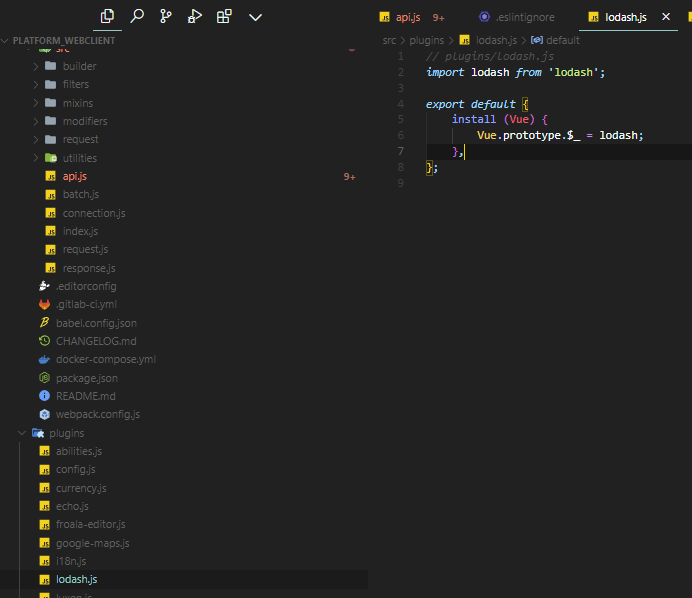 PLATFORM_WEBCLIENT
src
builder
filters
mixins
modifiers
request
utilities
api.js 9+
batch.js
connection.js
index.js
request.js
response.js
.editorconfig
.gitlab-ci.yml
babel.config.json
CHANGELOG.md
docker-compose.yml
package.json
README.md
webpack.config.js
plugins
abilities.js
config.js
currency.js
echo.js
froala-editor.js
google-maps.js
i18n.js
lodash.js
luxon.js
api.js 9+ .eslintignore lodash.js
src > plugins > lodash.js > default
1 // plugins/lodash.js
2 import lodash from 'lodash';
3
4 export default {
5 install (Vue) {
6 Vue.prototype.$_ = lodash;
7 },
8 };
9